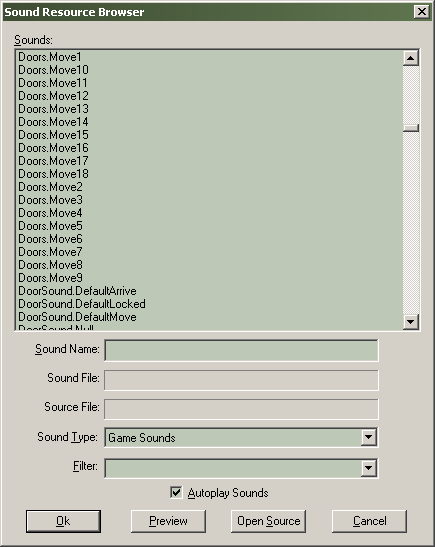 Sound Resource Browser
Sounds:
Doors.Move1
Doors.Move10
Doors.Move11
Doors.Move12
Doors.Move13
Doors.Move14
Doors.Move15
Doors.Move16
Doors.Move17
Doors.Move18
Doors.Move2
Doors.Move3
Doors.Move4
Doors.Move5
Doors.Move6
Doors.Move7
Doors.Move8
Doors.Move9
DoorSound.DefaultArrive
DoorSound.DefaultLocked
DoorSound.DefaultMove
DoorSound.Null
Sound Name:
Sound File:
Source File:
Sound Type: Game Sounds
Filter:
Autoplay Sounds
Ok Preview Open Source Cancel